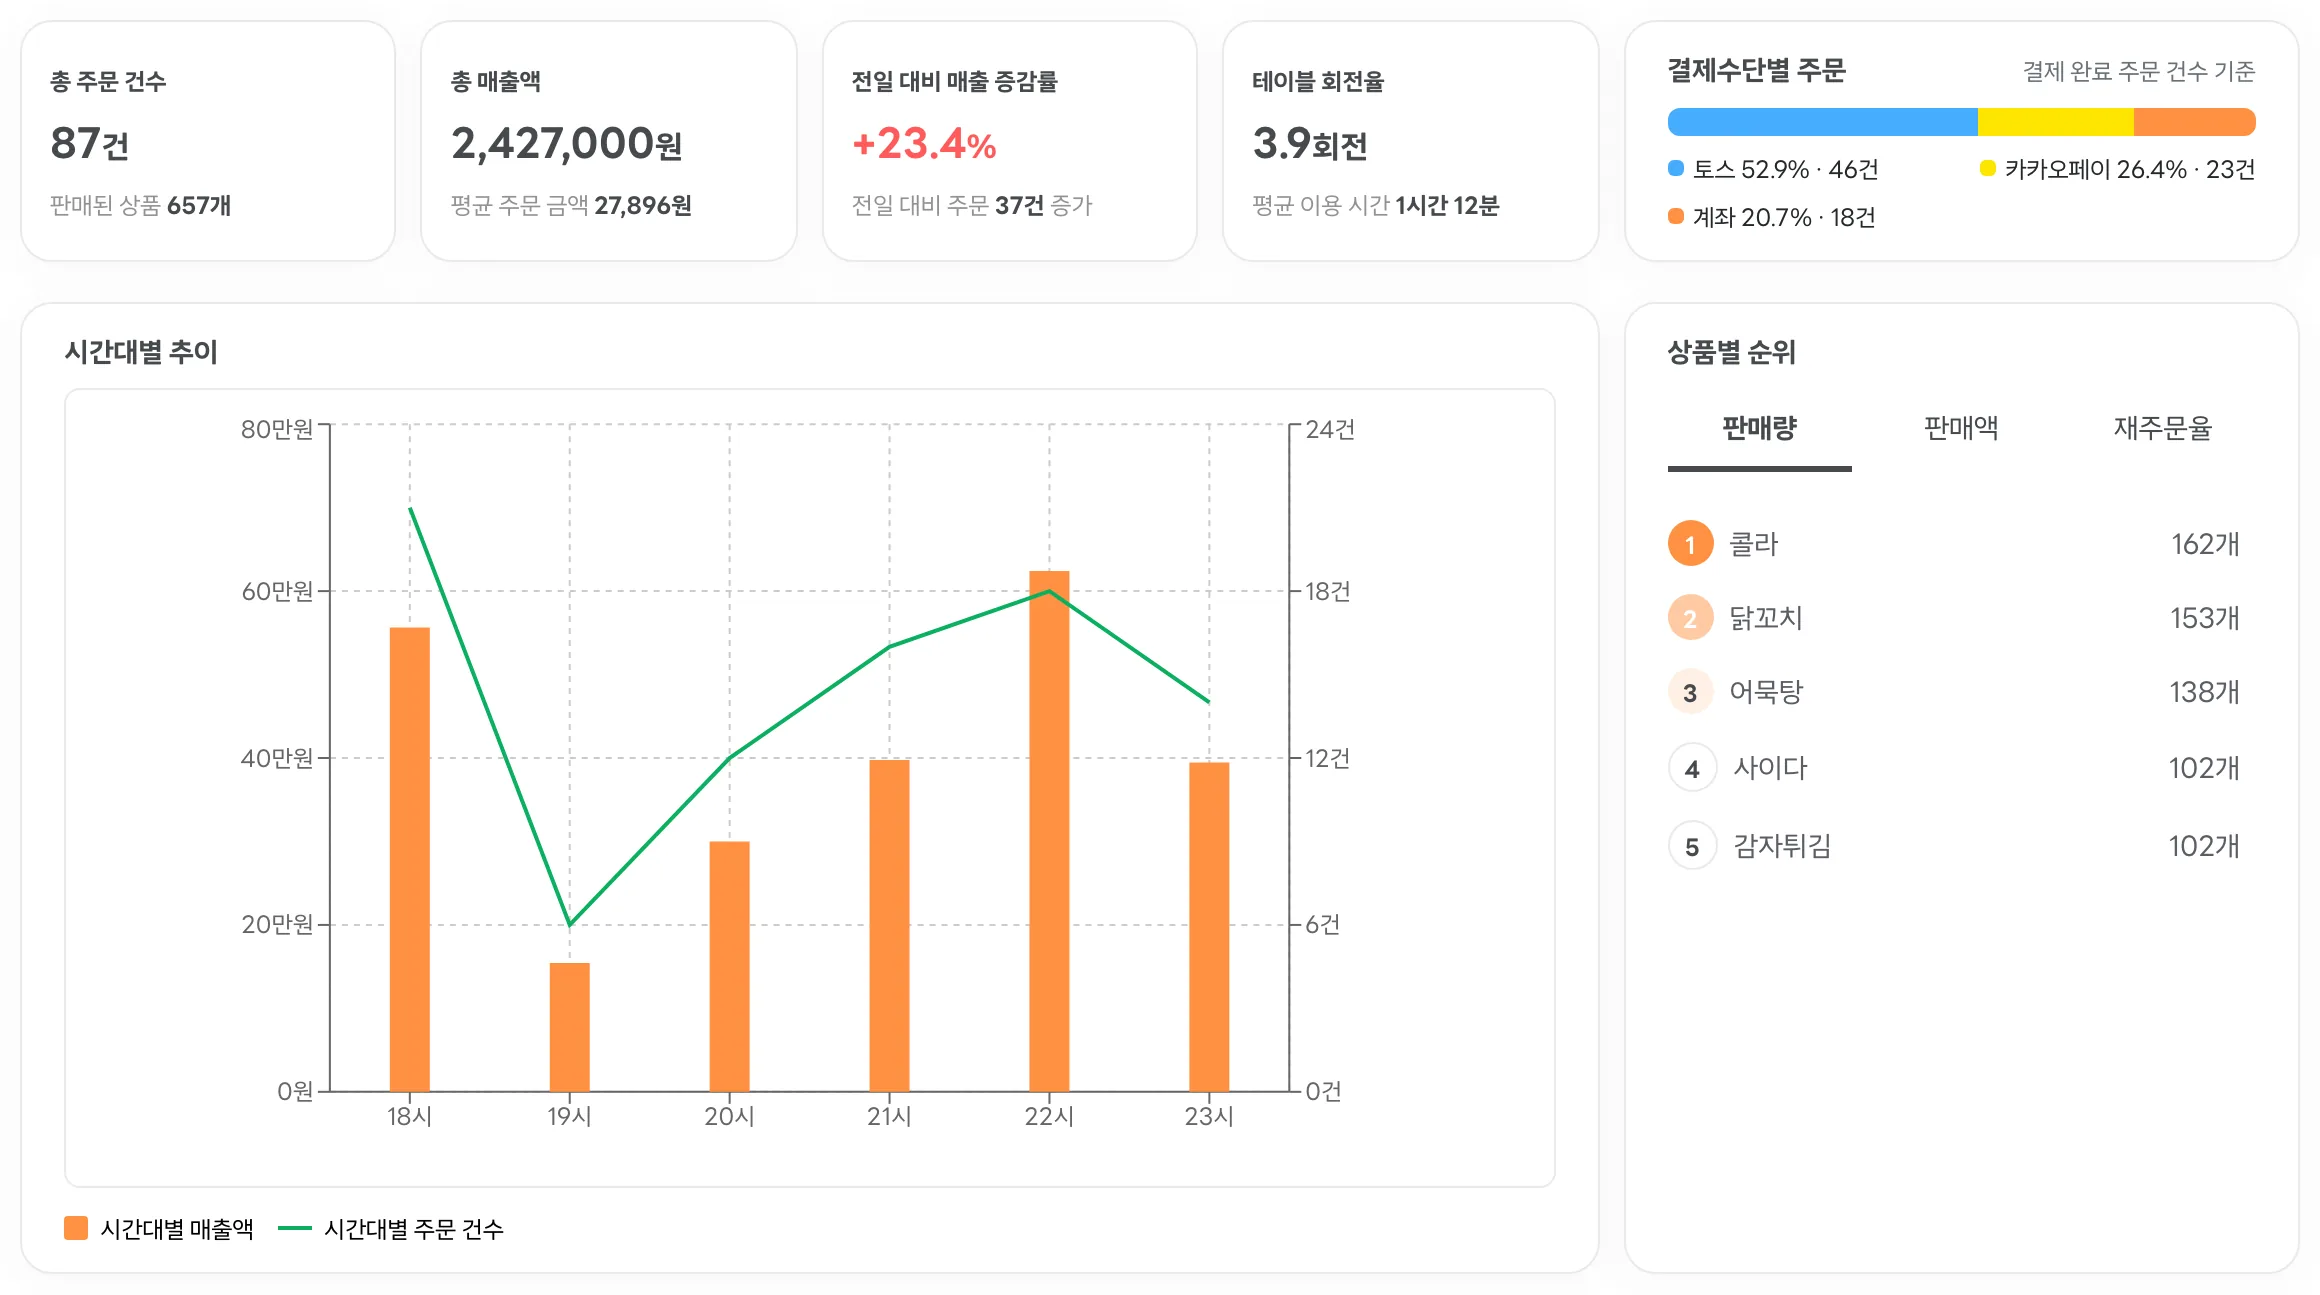 총 주문 건수
87건
판매된 상품 657개
총 매출액
2,427,000원
평균 주문 금액 27,896원
전일 대비 매출 증감률
+23.4%
전일 대비 주문 37건 증가
테이블 회전율
3.9회전
평균 이용 시간 1시간 12분
결제수단별 주문
결제 완료 주문 건수 기준
토스 52.9% · 46건
카카오페이 26.4% · 23건
계좌 20.7% · 18건
시간대별 추이
80만원
60만원
40만원
20만원
0원
24건
18건
12건
6건
0건
18시
19시
20시
21시
22시
23시
시간대별 매출액
시간대별 주문 건수
상품별 순위
판매량
판매액
재주문율
1 콜라 162개
2 닭꼬치 153개
3 어묵탕 138개
4 사이다 102개
5 감자튀김 102개